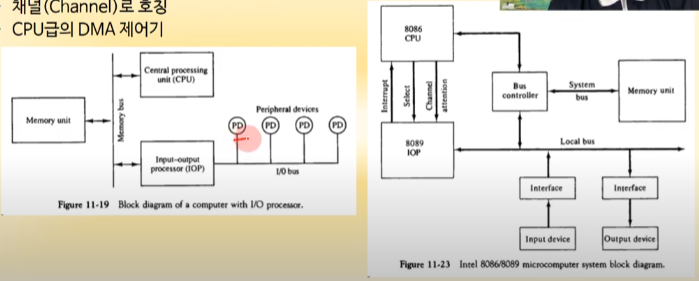 채널(Channel)로 호칭
CPU급의 DMA 제어기
Central processing
unit (CPU)
Memory unit
Memory bus
Peripheral devices
PD PD PD PD
Input-output
processor (IOP)
I/O bus
Figure 11-19 Block diagram of a computer with I/O processor.
8086
CPU
Interrupt
Select
Channel
attention
Bus
controller
System
bus
Memory unit
8089
IOP
Local bus
Interface
Interface
Input device
Output device
Figure 11-23 Intel 8086/8089 microcomputer system block diagram.